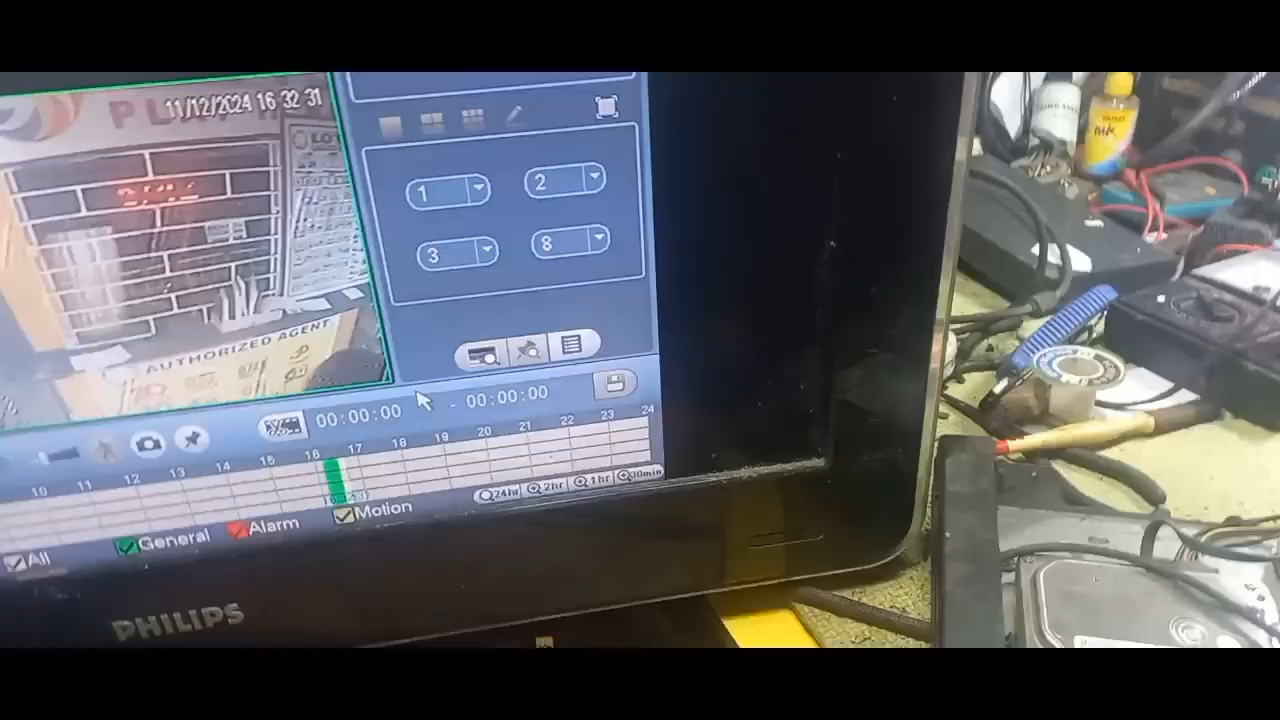 11/12/2024 16 32 31
LOT
AUTHORIZED AGENT
1
2
3
8
00:00:00 - 00:00:00
10 11 12 13 14 15 16 17 18 19 20 21 22 23 24
24hr 2hr 1hr 30min
All General Alarm Motion
PHILIPS